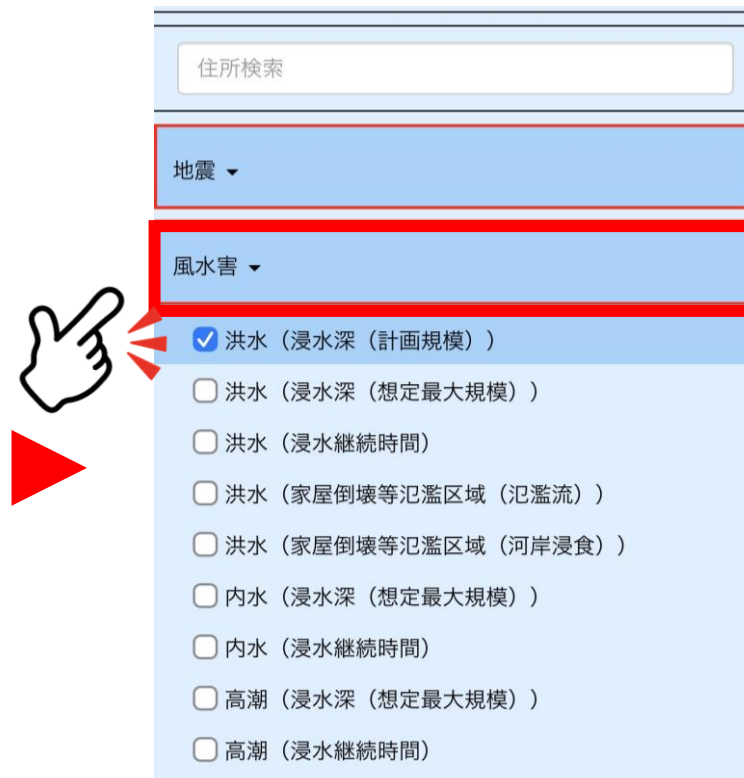 住所検索
地震
風水害
洪水（浸水深（計画規模））
洪水（浸水深（想定最大規模））
洪水（浸水継続時間）
洪水（家屋倒壊等氾濫区域（氾濫流））
洪水（家屋倒壊等氾濫区域（河岸浸食））
内水（浸水深（想定最大規模））
内水（浸水継続時間）
高潮（浸水深（想定最大規模））
高潮（浸水継続時間）